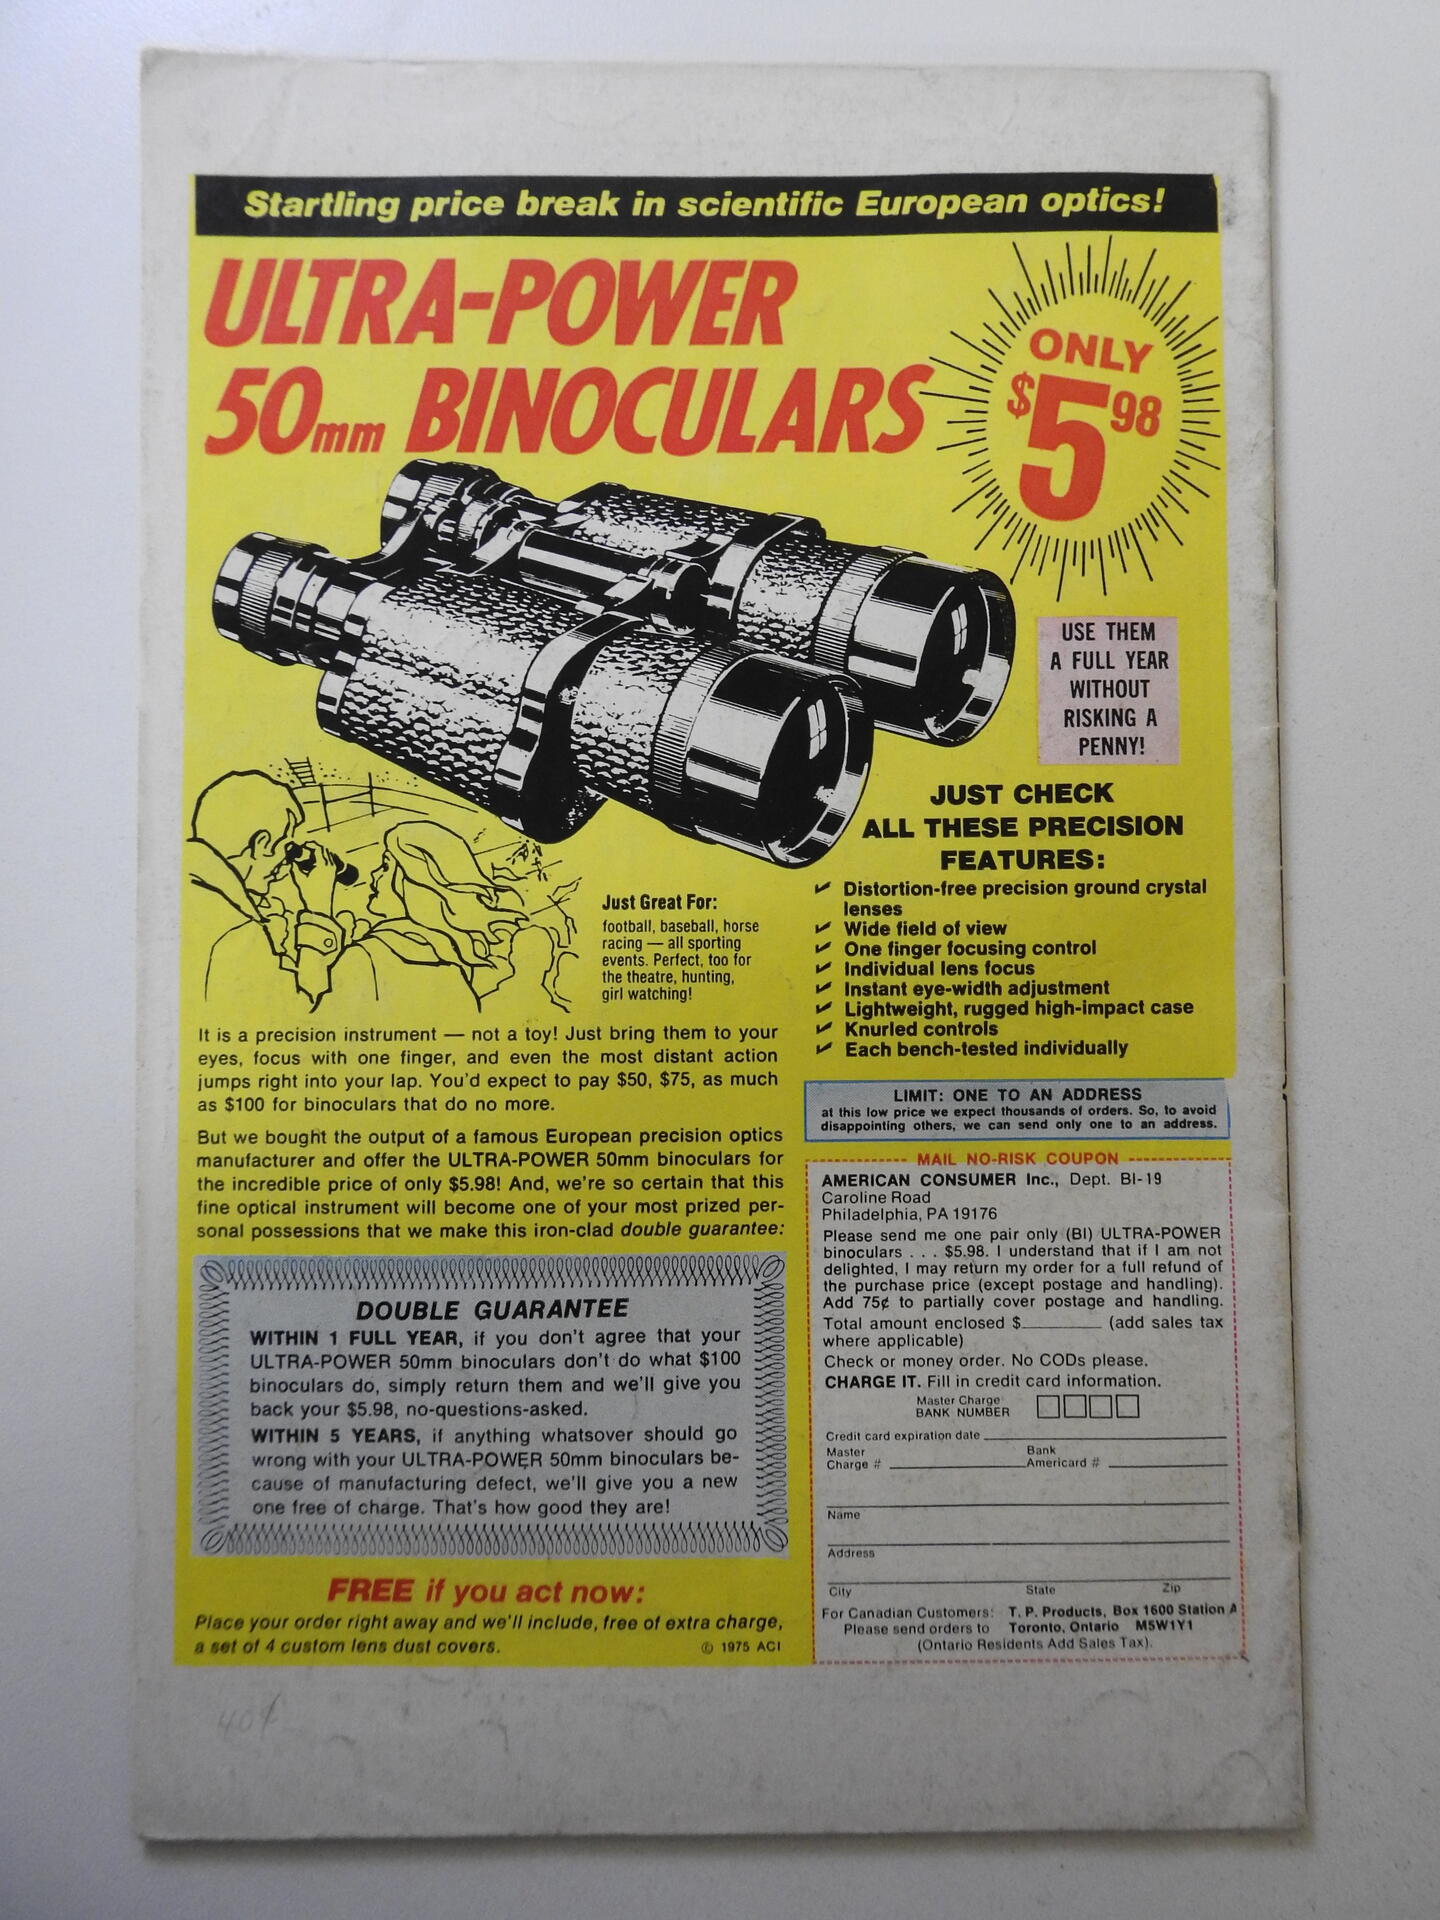 Startling price break in scientific European optics!
ULTRA-POWER
50mm BINOCULARS
ONLY
$5.98
USE THEM
A FULL YEAR
WITHOUT
RISKING A
PENNY!
JUST CHECK
ALL THESE PRECISION
FEATURES:
✔ Distortion-free precision ground crystal
lenses
✔ Wide field of view
✔ One finger focusing control
✔ Individual lens focus
✔ Instant eye-width adjustment
✔ Lightweight, rugged high-impact case
✔ Knurled controls
✔ Each bench-tested individually
Just Great For:
football, baseball, horse
racing — all sporting
events. Perfect, too for
the theatre, hunting,
girl watching!
It is a precision instrument — not a toy! Just bring them to your
eyes, focus with one finger, and even the most distant action
jumps right into your lap. You'd expect to pay $50, $75, as much
as $100 for binoculars that do no more.
But we bought the output of a famous European precision optics
manufacturer and offer the ULTRA-POWER 50mm binoculars for
the incredible price of only $5.98! And, we're so certain that this
fine optical instrument will become one of your most prized per-
sonal possessions that we make this iron-clad double guarantee:
DOUBLE GUARANTEE
WITHIN 1 FULL YEAR, if you don't agree that your
ULTRA-POWER 50mm binoculars don't do what $100
binoculars do, simply return them and we'll give you
back your $5.98, no-questions-asked.
WITHIN 5 YEARS, if anything whatsover should go
wrong with your ULTRA-POWER 50mm binoculars be-
cause of manufacturing defect, we'll give you a new
one free of charge. That's how good they are!
FREE if you act now:
Place your order right away and we'll include, free of extra charge,
a set of 4 custom lens dust covers.
© 1975 ACI
LIMIT: ONE TO AN ADDRESS
at this low price we expect thousands of orders. So, to avoid
disappointing others, we can send only one to an address.
MAIL NO-RISK COUPON
AMERICAN CONSUMER Inc., Dept. BI-19
Caroline Road
Philadelphia, PA 19176
Please send me one pair only (BI) ULTRA-POWER
binoculars . . . $5.98. I understand that if I am not
delighted, I may return my order for a full refund of
the purchase price (except postage and handling).
Add 75¢ to partially cover postage and handling.
Total amount enclosed $________ (add sales tax
where applicable)
Check or money order. No CODs please.
CHARGE IT. Fill in credit card information.
Master Charge
BANK NUMBER
Credit card expiration date
Master Bank
Charge # Americard #
Name
Address
City State Zip
For Canadian Customers: T. P. Products, Box 1600 Station A
Please send orders to Toronto, Ontario M5W1Y1
(Ontario Residents Add Sales Tax).
40¢